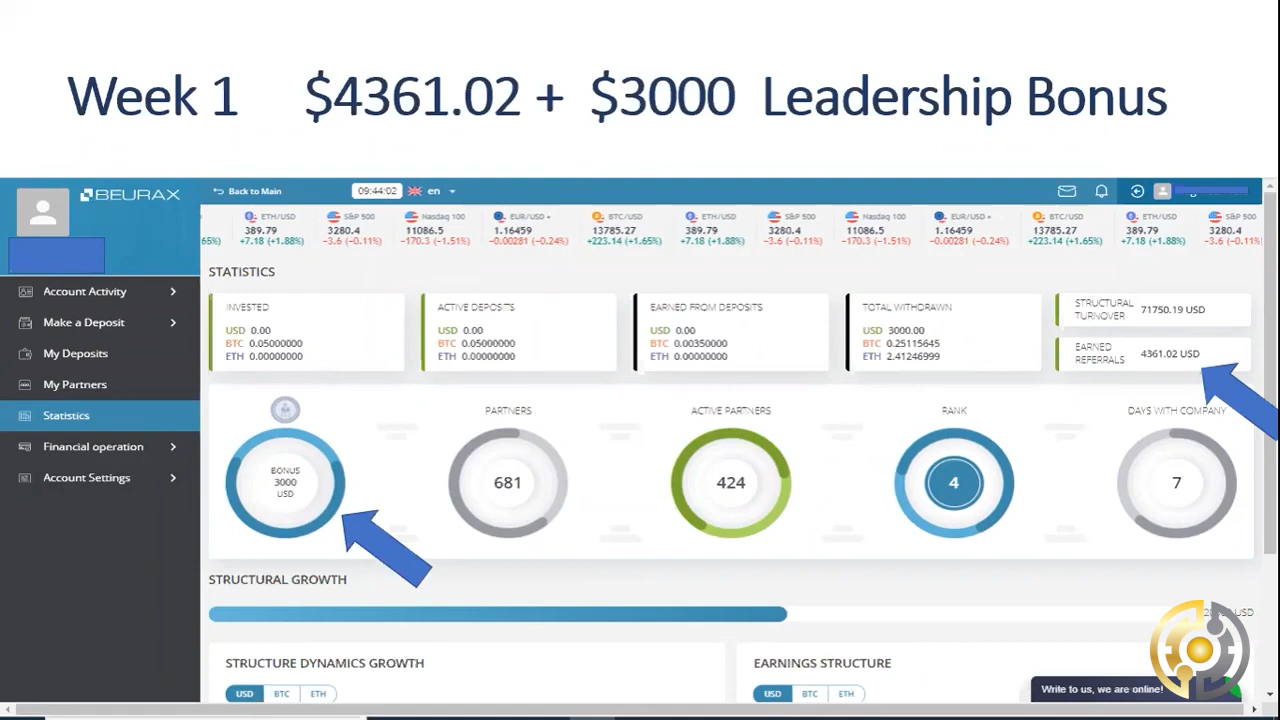 Week 1 $4361.02 + $3000 Leadership Bonus
BEURAX
Back to Main 09:44:02 en
ETH/USD S&P 500 Nasdaq 100 EUR/USD BTC/USD ETH/USD S&P 500 Nasdaq 100 EUR/USD BTC/USD ETH/USD S&P 500
389.79 3280.4 11086.5 1.16459 13785.27 389.79 3280.4 11086.5 1.16459 13785.27 389.79 3280.4
65%) +7.18 (+1.88%) -3.6 (-0.11%) -170.3 (-1.51%) -0.00281 (-0.24%) +223.14 (+1.65%) +7.18 (+1.88%) -3.6 (-0.11%) -170.3 (-1.51%) -0.00281 (-0.24%) +223.14 (+1.65%) +7.18 (+1.88%) -3.6 (-0.11%
Account Activity
Make a Deposit
My Deposits
My Partners
Statistics
Financial operation
Account Settings
STATISTICS
INVESTED
USD 0.00
BTC 0.05000000
ETH 0.00000000
ACTIVE DEPOSITS
USD 0.00
BTC 0.05000000
ETH 0.00000000
EARNED FROM DEPOSITS
USD 0.00
BTC 0.00350000
ETH 0.00000000
TOTAL WITHDRAWN
USD 3000.00
BTC 0.25115645
ETH 2.41246999
STRUCTURAL
TURNOVER 71750.19 USD
EARNED
REFERRALS 4361.02 USD
BONUS
3000
USD
PARTNERS
681
ACTIVE PARTNERS
424
RANK
4
DAYS WITH COMPANY
7
STRUCTURAL GROWTH
USD
STRUCTURE DYNAMICS GROWTH
USD BTC ETH
EARNINGS STRUCTURE
USD BTC ETH
Write to us, we are online!